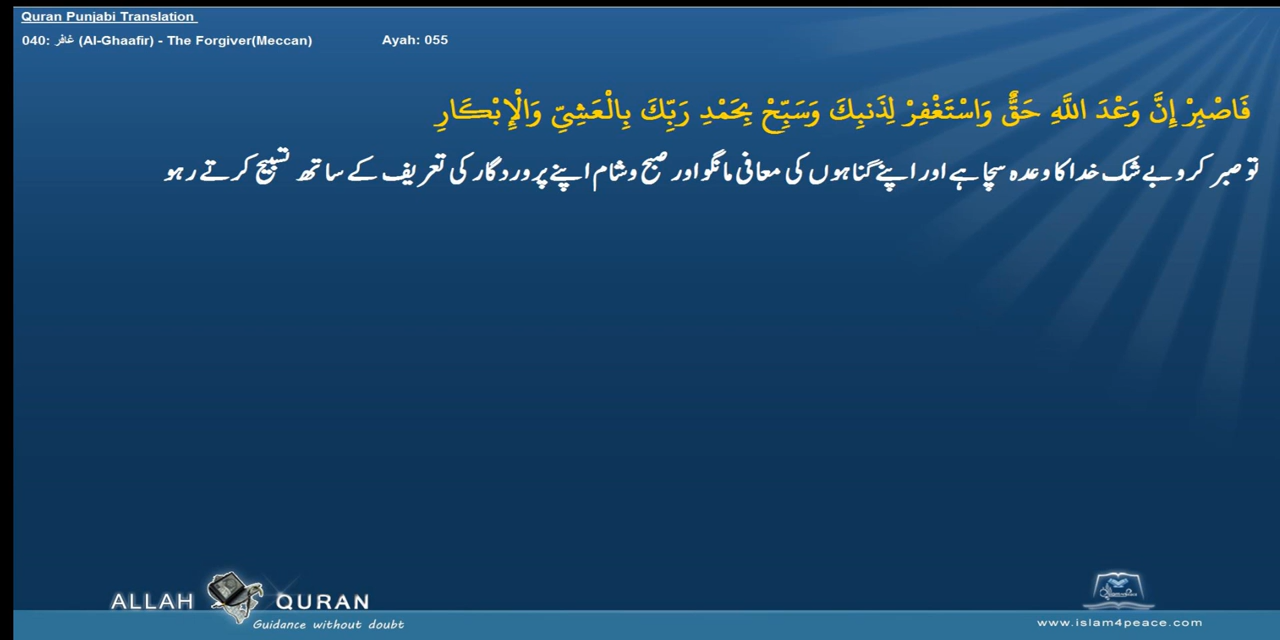 Quran Punjabi Translation
040: غافر (Al-Ghaafir) - The Forgiver(Meccan) Ayah: 055
فَاصْبِرْ إِنَّ وَعْدَ اللَّهِ حَقٌّ وَاسْتَغْفِرْ لِذَنبِكَ وَسَبِّحْ بِحَمْدِ رَبِّكَ بِالْعَشِيِّ وَالْإِبْكَارِ
تو صبر کرو بے شک خدا کا وعدہ سچا ہے اور اپنے گناہوں کی معافی مانگو اور صبح و شام اپنے پروردگار کی تعریف کے ساتھ تسبیح کرتے رہو
ALLAH QURAN
Guidance without doubt
www.islam4peace.com